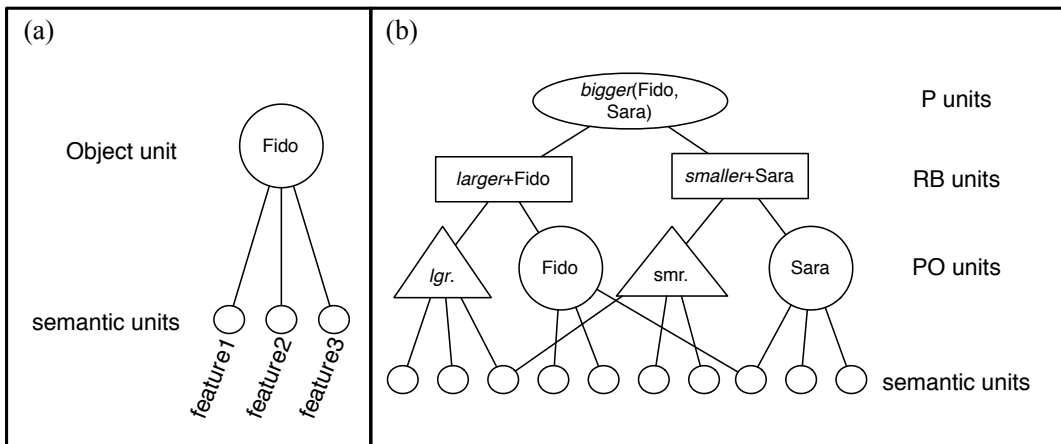 (a)
Object unit
Fido
semantic units
feature1
feature2
feature3
(b)
bigger(Fido,
Sara)
P units
larger+Fido
smaller+Sara
RB units
lgr.
Fido
smr.
Sara
PO units
semantic units